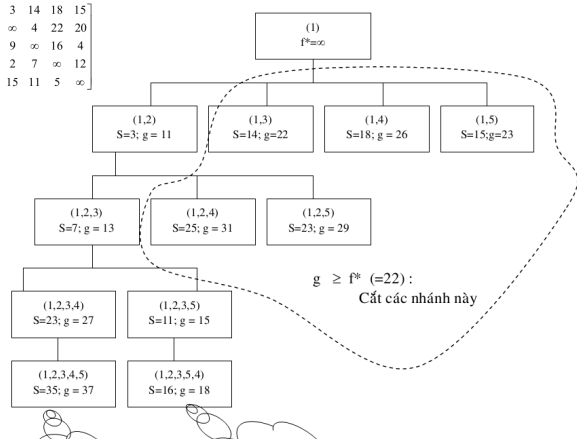 3 14 18 15
∞ 4 22 20
9 ∞ 16 4
2 7 ∞ 12
15 11 5 ∞
(1)
f*=∞
(1,2)
S=3; g = 11
(1,3)
S=14; g=22
(1,4)
S=18; g = 26
(1,5)
S=15;g=23
(1,2,3)
S=7; g = 13
(1,2,4)
S=25; g = 31
(1,2,5)
S=23; g = 29
g ≥ f* (=22) :
Cắt các nhánh này
(1,2,3,4)
S=23; g = 27
(1,2,3,5)
S=11; g = 15
(1,2,3,4,5)
S=35; g = 37
(1,2,3,5,4)
S=16; g = 18